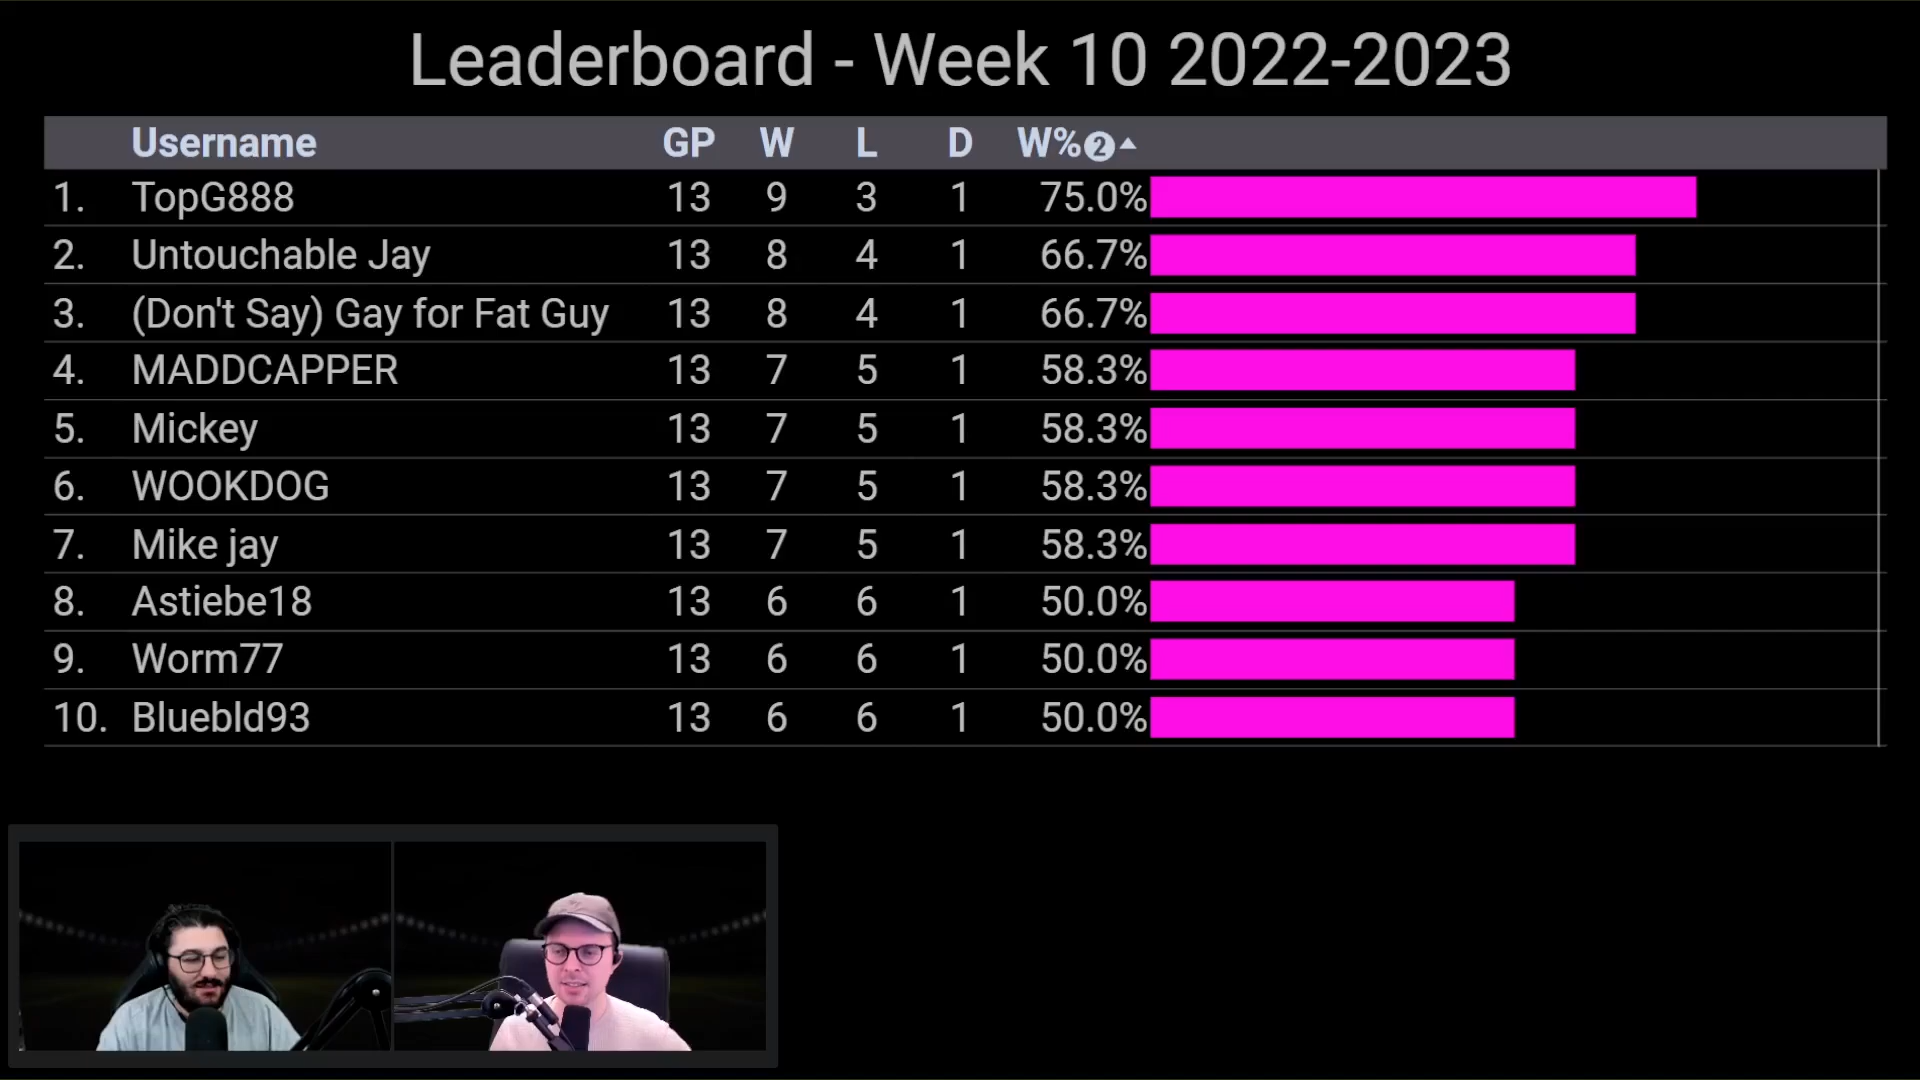 Leaderboard - Week 10 2022-2023
Username GP W L D W% 2
1. TopG888 13 9 3 1 75.0%
2. Untouchable Jay 13 8 4 1 66.7%
3. (Don't Say) Gay for Fat Guy 13 8 4 1 66.7%
4. MADDCAPPER 13 7 5 1 58.3%
5. Mickey 13 7 5 1 58.3%
6. WOOKDOG 13 7 5 1 58.3%
7. Mike jay 13 7 5 1 58.3%
8. Astiebe18 13 6 6 1 50.0%
9. Worm77 13 6 6 1 50.0%
10. Bluebld93 13 6 6 1 50.0%